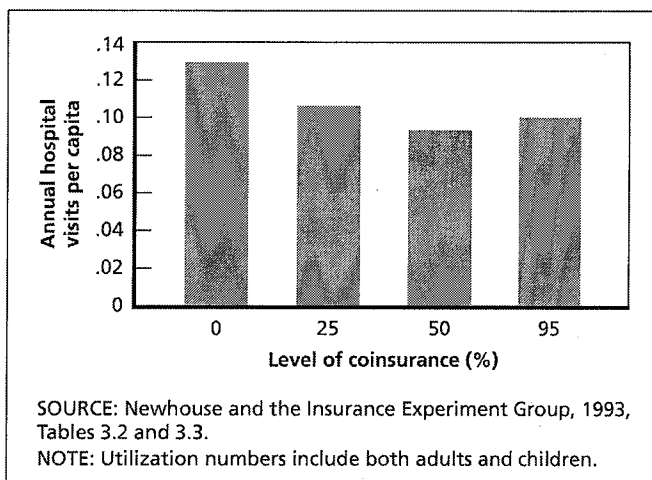 .14
.12
.10
.08
.06
.04
.02
0
Annual hospital
visits per capita
0 25 50 95
Level of coinsurance (%)
SOURCE: Newhouse and the Insurance Experiment Group, 1993,
Tables 3.2 and 3.3.
NOTE: Utilization numbers include both adults and children.